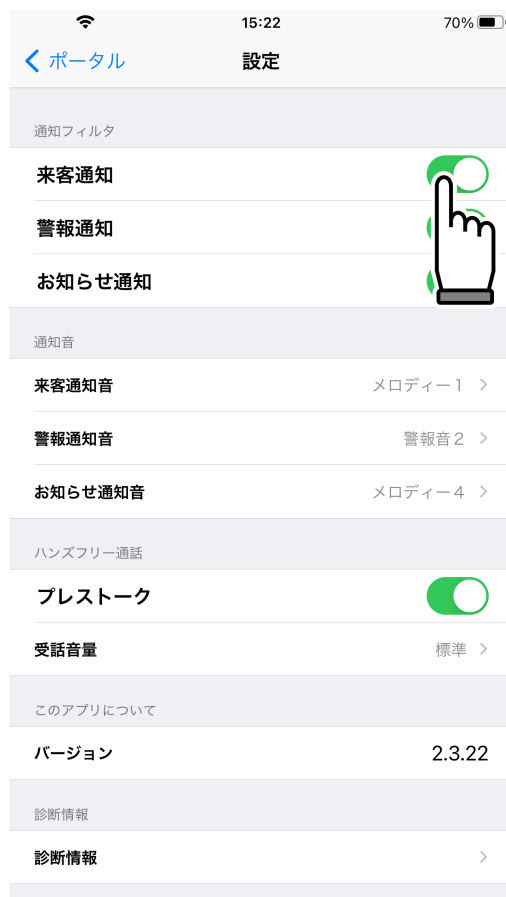 15:22
70%
ポータル
設定
通知フィルタ
来客通知
警報通知
お知らせ通知
通知音
来客通知音
メロディー１
警報通知音
警報音２
お知らせ通知音
メロディー４
ハンズフリー通話
プレストーク
受話音量
標準
このアプリについて
バージョン
2.3.22
診断情報
診断情報